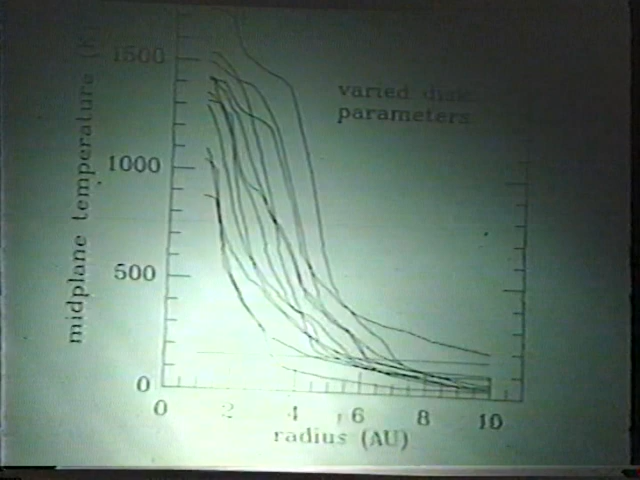 midplane temperature (K)
1500
1000
500
0
varied disk
parameters
0 2 4 6 8 10
radius (AU)